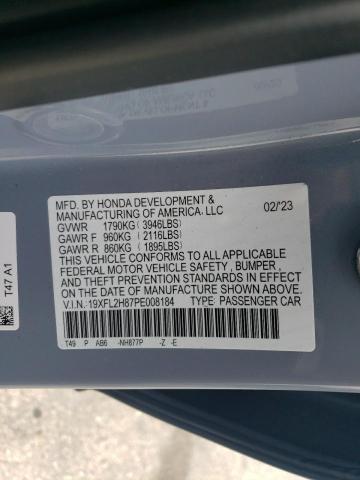 MFD. BY HONDA DEVELOPMENT &
MANUFACTURING OF AMERICA, LLC 02/'23
GVWR 1790KG (3946LBS)
GAWR F 960KG (2116LBS)
GAWR R 860KG (1895LBS)
THIS VEHICLE CONFORMS TO ALL APPLICABLE
FEDERAL MOTOR VEHICLE SAFETY , BUMPER ,
AND THEFT PREVENTION STANDARDS IN EFFECT
ON THE DATE OF MANUFACTURE SHOWN ABOVE.
V.I.N. 19XFL2H87PE008184 TYPE: PASSENGER CAR
T49 P AB6 -NH877P -Z -E
T47 A1